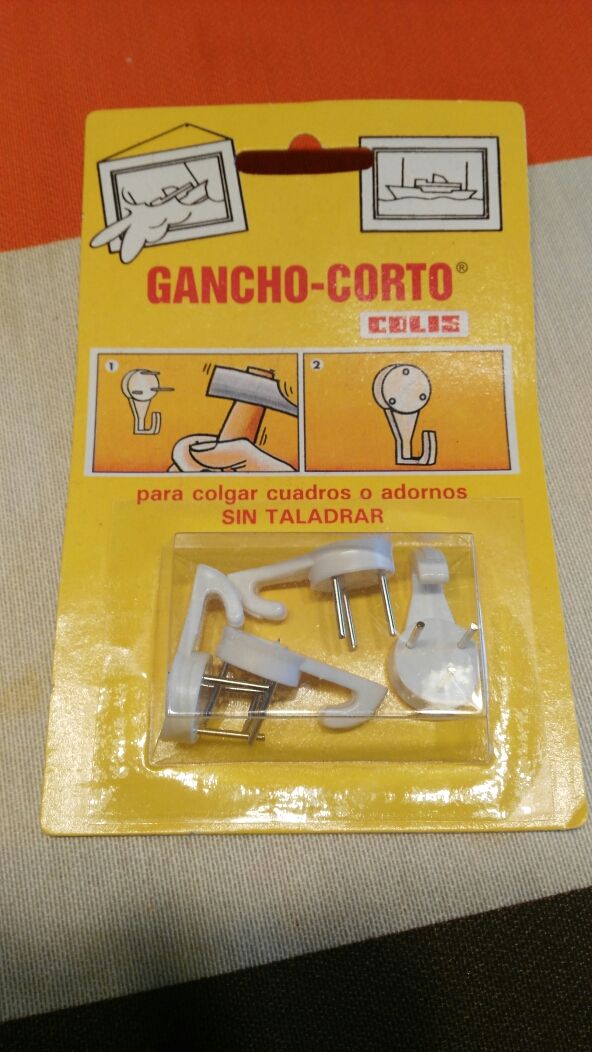 GANCHO-CORTO®
COLIS
1
2
para colgar cuadros o adornos
SIN TALADRAR